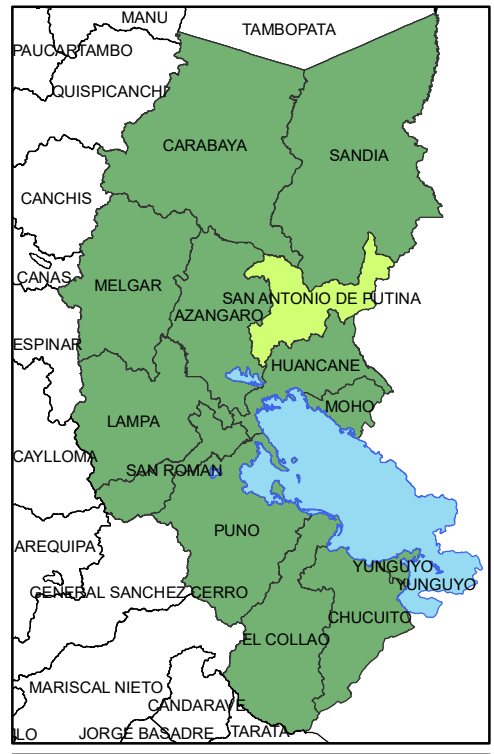 MANU
TAMBOPATA
PAUCARTAMBO
QUISPICANCHI
CARABAYA
SANDIA
CANCHIS
CANAS
MELGAR
SAN ANTONIO DE PUTINA
AZANGARO
ESPINAR
HUANCANE
MOHO
LAMPA
CAYLLOMA
SAN ROMAN
PUNO
AREQUIPA
YUNGUYO
YUNGUYO
GENERAL SANCHEZ CERRO
CHUCUITO
EL COLLAO
MARISCAL NIETO
CANDARAVE
ILO
JORGE BASADRE
TARATA